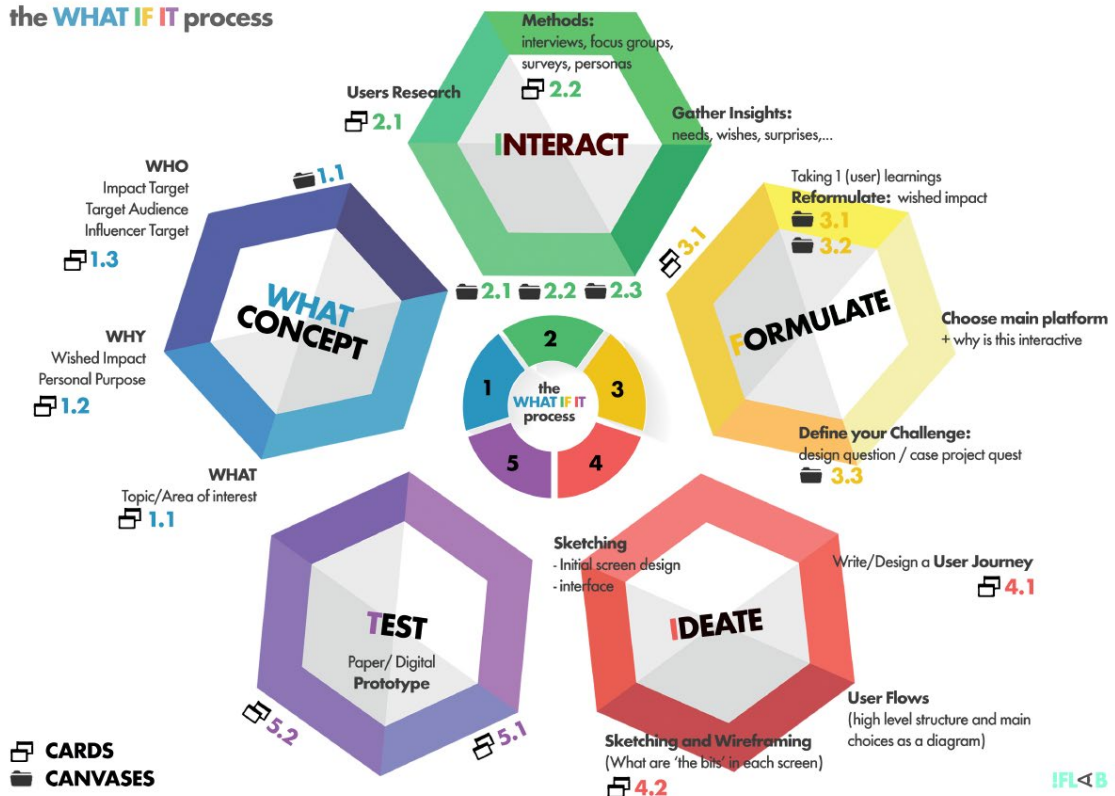 the WHAT IF IT process
Methods:
interviews, focus groups,
surveys, personas
2.2
Users Research
2.1
Gather Insights:
needs, wishes, surprises,...
INTERACT
2.1 2.2 2.3
WHO
Impact Target
Target Audience
Influencer Target
1.3
1.1
WHAT
CONCEPT
WHY
Wished Impact
Personal Purpose
1.2
WHAT
Topic/Area of interest
1.1
Taking 1 (user) learnings
Reformulate: wished impact
3.1
3.2
3.1
FORMULATE
Choose main platform
+ why is this interactive
Define your Challenge:
design question / case project quest
3.3
1
2
3
4
5
the
WHAT IF IT
process
Sketching
- Initial screen design
- interface
Write/Design a User Journey
4.1
IDEATE
User Flows
(high level structure and main
choices as a diagram)
Sketching and Wireframing
(What are 'the bits' in each screen)
4.2
TEST
Paper/ Digital
Prototype
5.2
5.1
CARDS
CANVASES
!FLAB